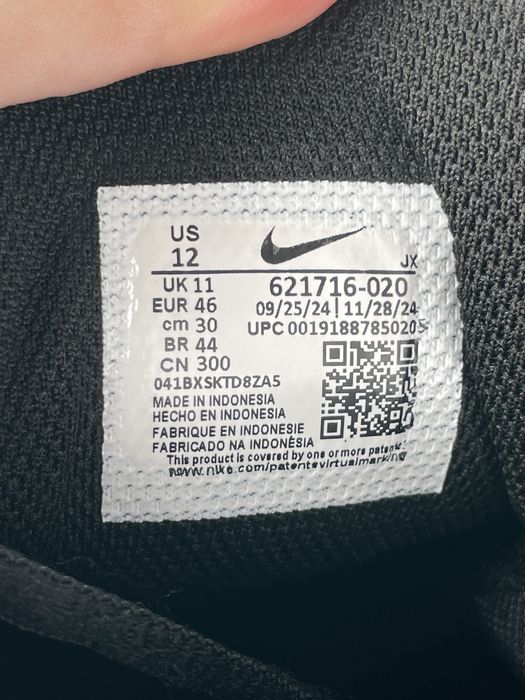 US
12
JX
UK 11
621716-020
EUR 46
09/25/24 | 11/28/24
cm 30
UPC 00191887850205
BR 44
CN 300
041BXSKTD8ZA5
MADE IN INDONESIA
HECHO EN INDONESIA
FABRIQUE EN INDONESIE
FABRICADO NA INDONÉSIA
This product is covered by one or more patents
www.nike.com/patentsvirtualmarking